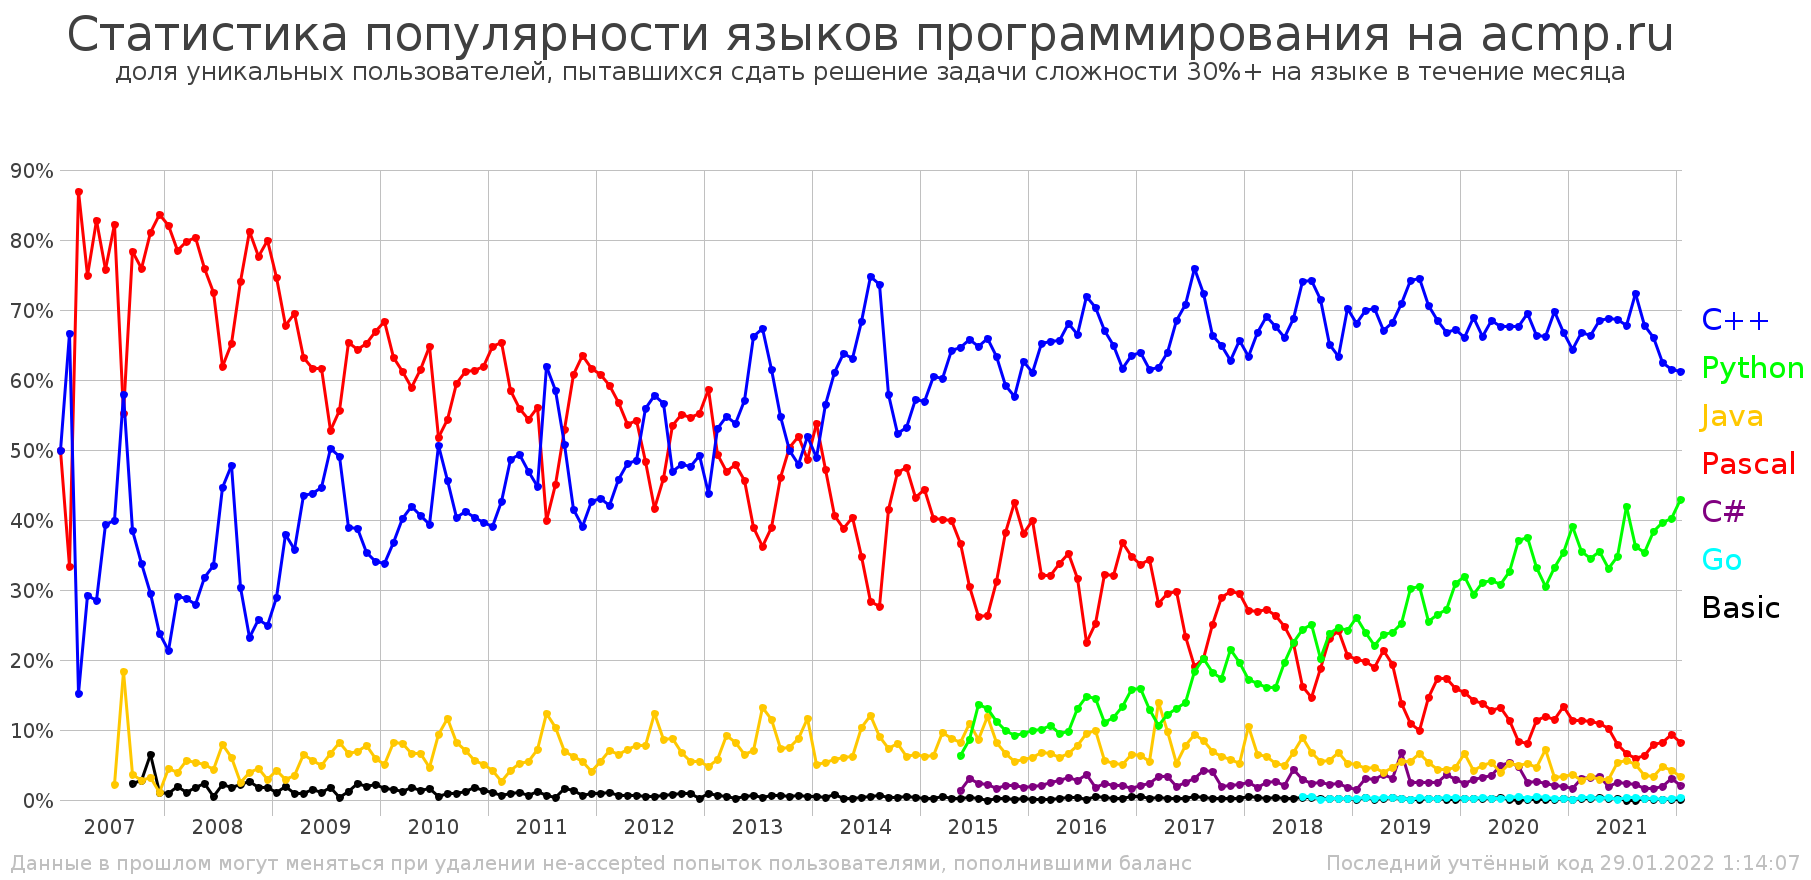 Статистика популярности языков программирования на acmp.ru
доля уникальных пользователей, пытавшихся сдать решение задачи сложности 30%+ на языке в течение месяца
90%
80%
70%
60%
50%
40%
30%
20%
10%
0%
2007 2008 2009 2010 2011 2012 2013 2014 2015 2016 2017 2018 2019 2020 2021
C++
Python
Java
Pascal
C#
Go
Basic
Данные в прошлом могут меняться при удалении не-accepted попыток пользователями, пополнившими баланс
Последний учтённый код 29.01.2022 1:14:07